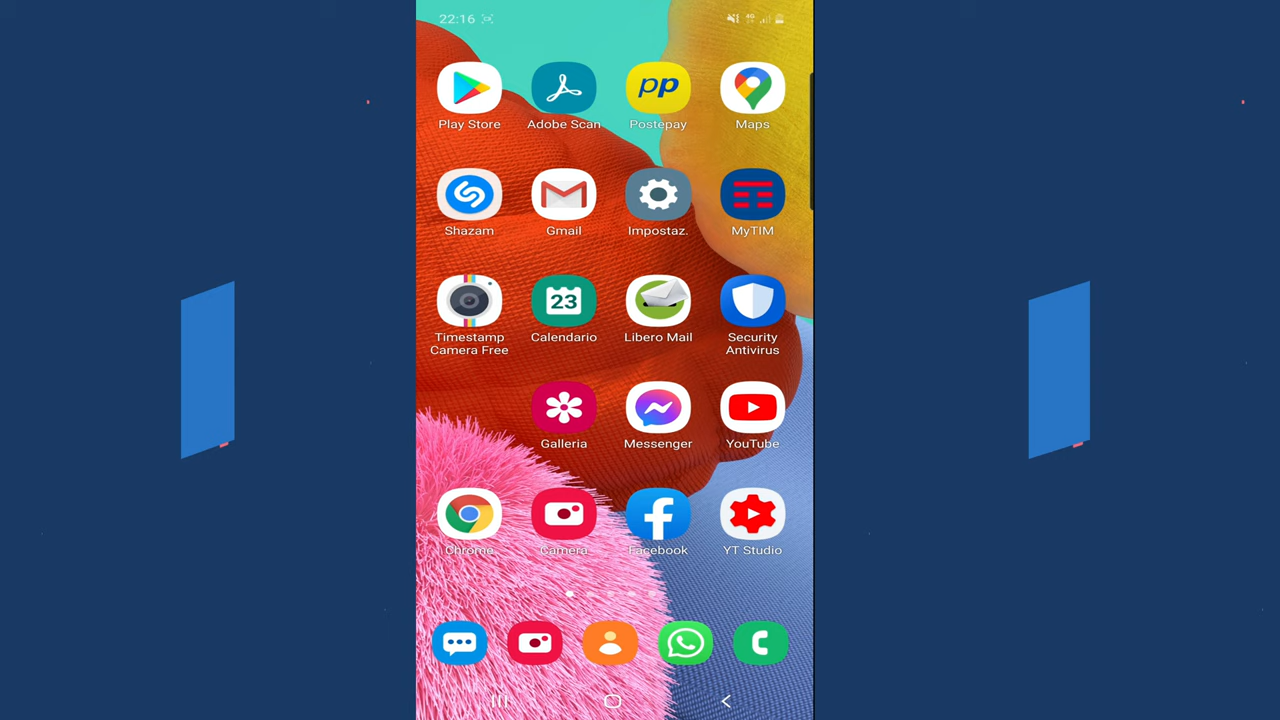 22:16
pp
Play Store
Adobe Scan
Postepay
Maps
Shazam
Gmail
Impostaz.
MyTIM
23
Timestamp
Camera Free
Calendario
Libero Mail
Security
Antivirus
Galleria
Messenger
YouTube
Chrome
Camera
Facebook
YT Studio